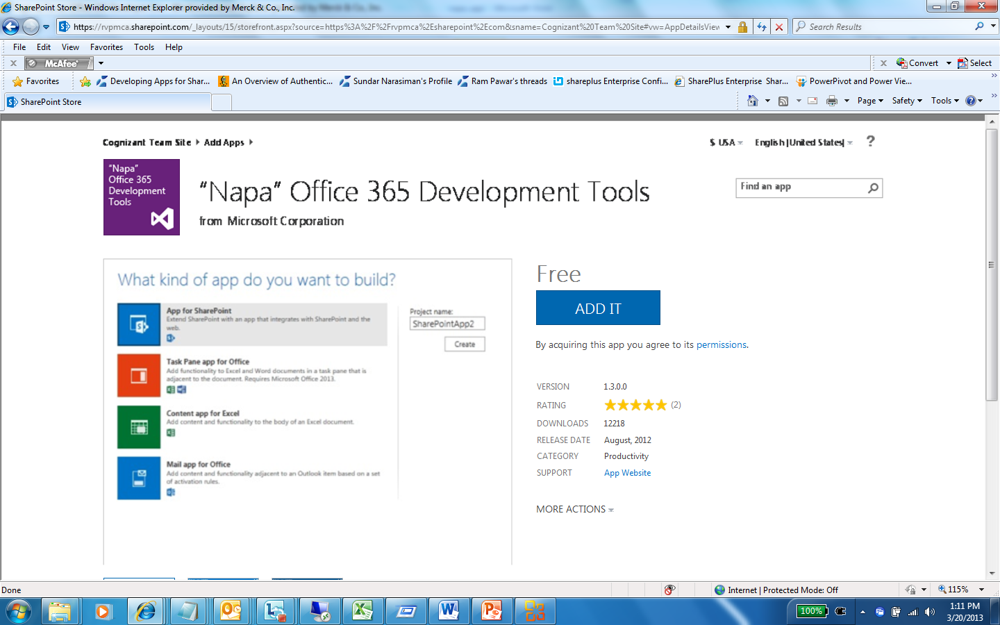 SharePoint Store - Windows Internet Explorer provided by Merck & Co., Inc.
https://rvpmca.sharepoint.com/_layouts/15/storefront.aspx?source=https%3A%2F%2Frvpmca%2Esharepoint%2Ecom&sname=Cognizant%20Team%20Site#vw=AppDetailsView
Search Results
File Edit View Favorites Tools Help
McAfee
Convert Select
Favorites Developing Apps for Shar... An Overview of Authentic... Sundar Narasiman's Profile Ram Pawar's threads shareplus Enterprise Confi... SharePlus Enterprise Shar... PowerPivot and Power Vie...
SharePoint Store
Page Safety Tools
Cognizant Team Site Add Apps
$ USA English [United States] ?
"Napa"
Office 365
Development
Tools
"Napa" Office 365 Development Tools
from Microsoft Corporation
Find an app
What kind of app do you want to build?
App for SharePoint
Extend SharePoint with an app that integrates with SharePoint and the
web.
Task Pane app for Office
Add functionality to Excel and Word documents in a task pane that is
adjacent to the document. Requires Microsoft Office 2013.
Content app for Excel
Add content and functionality to the body of an Excel document.
Mail app for Office
Add content and functionality adjacent to an Outlook item based on a set
of activation rules.
Project name:
SharePointApp2
Create
Free
ADD IT
By acquiring this app you agree to its permissions.
VERSION 1.3.0.0
RATING (2)
DOWNLOADS 12218
RELEASE DATE August, 2012
CATEGORY Productivity
SUPPORT App Website
MORE ACTIONS
Done
Internet | Protected Mode: Off
115%
100%
1:11 PM
3/20/2013